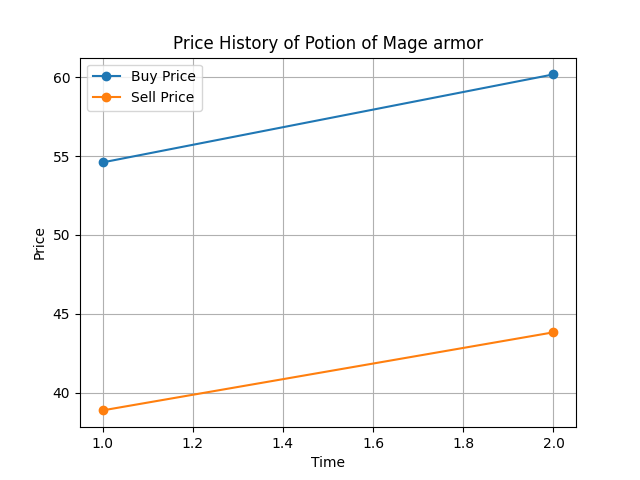 Price History of Potion of Mage armor
Buy Price
Sell Price
60
55
50
45
40
Price
1.0 1.2 1.4 1.6 1.8 2.0
Time